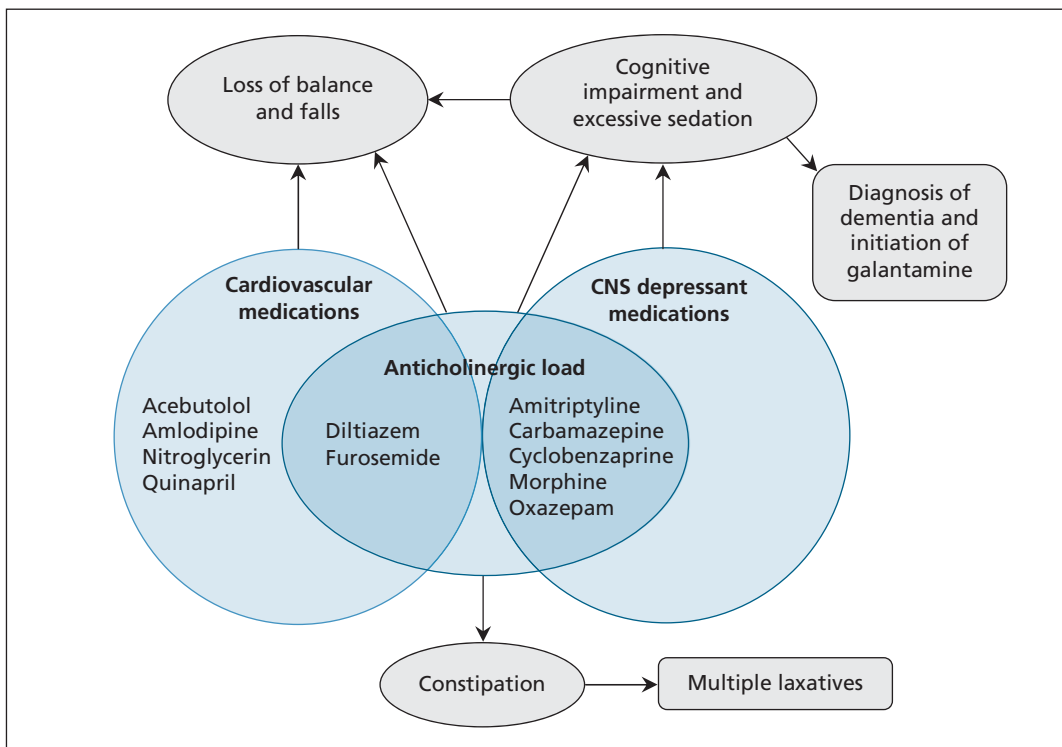 Loss of balance
and falls
Cognitive
impairment and
excessive sedation
Diagnosis of
dementia and
initiation of
galantamine
Cardiovascular
medications
CNS depressant
medications
Anticholinergic load
Acebutolol
Amlodipine
Nitroglycerin
Quinapril
Diltiazem
Furosemide
Amitriptyline
Carbamazepine
Cyclobenzaprine
Morphine
Oxazepam
Constipation
Multiple laxatives